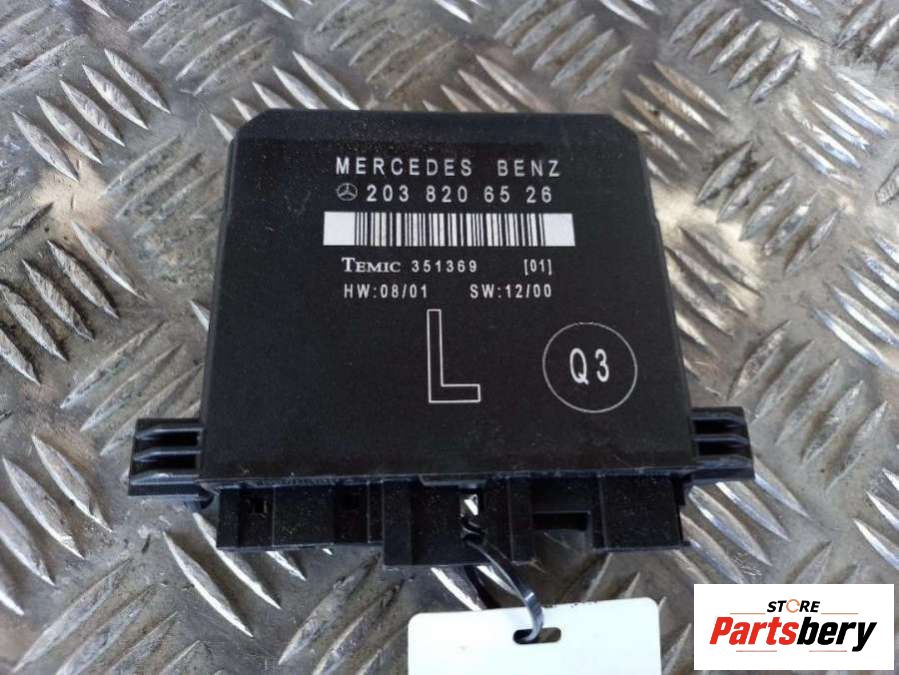 MERCEDES BENZ
203 820 65 26
TEMIC 351369 [01]
HW:08/01 SW:12/00
L
Q3
STORE
Partsbery